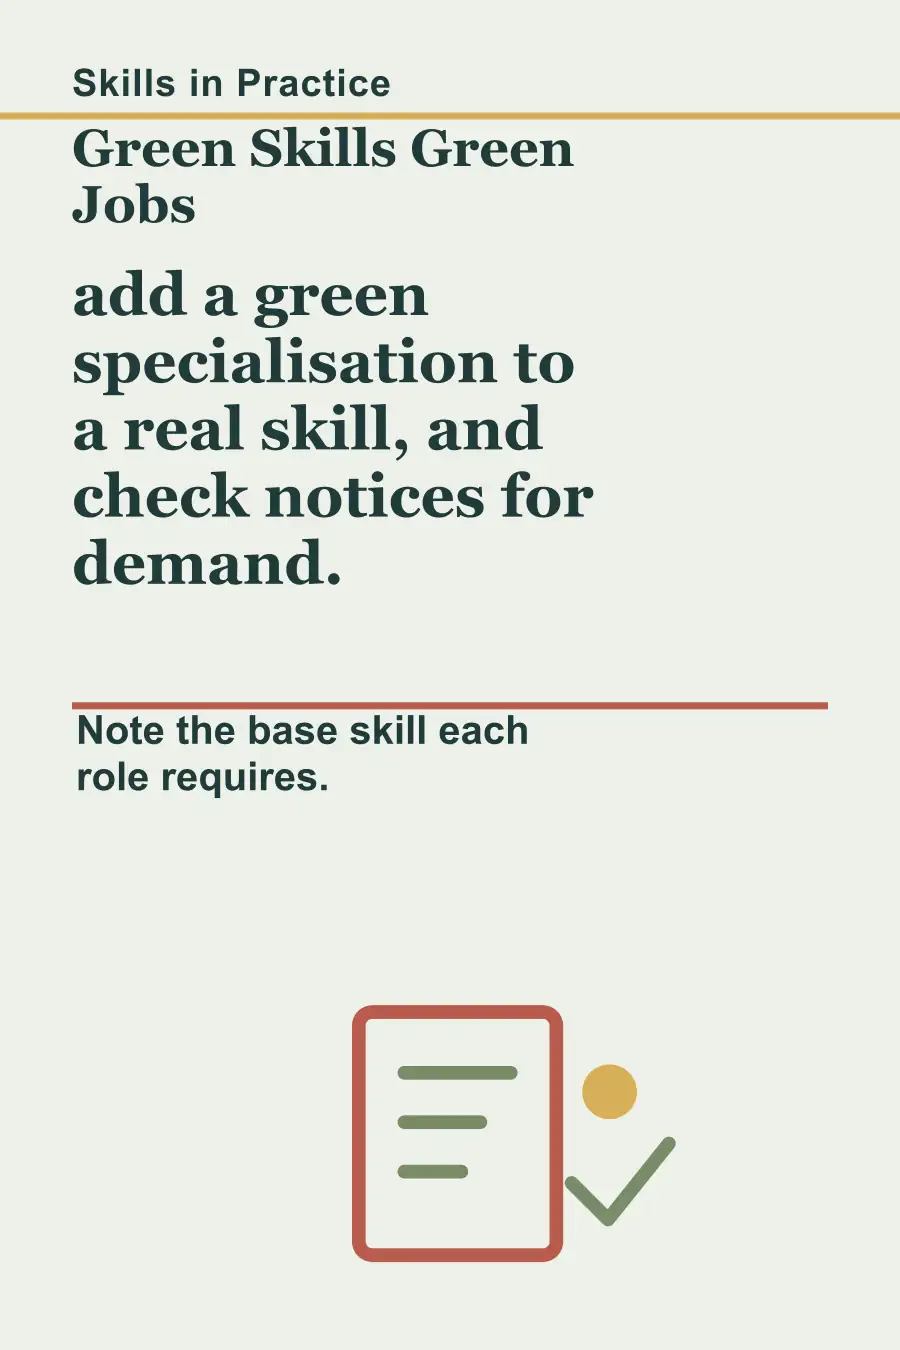 Skills in Practice
Green Skills Green
Jobs
add a green
specialisation to
a real skill, and
check notices for
demand.
Note the base skill each
role requires.